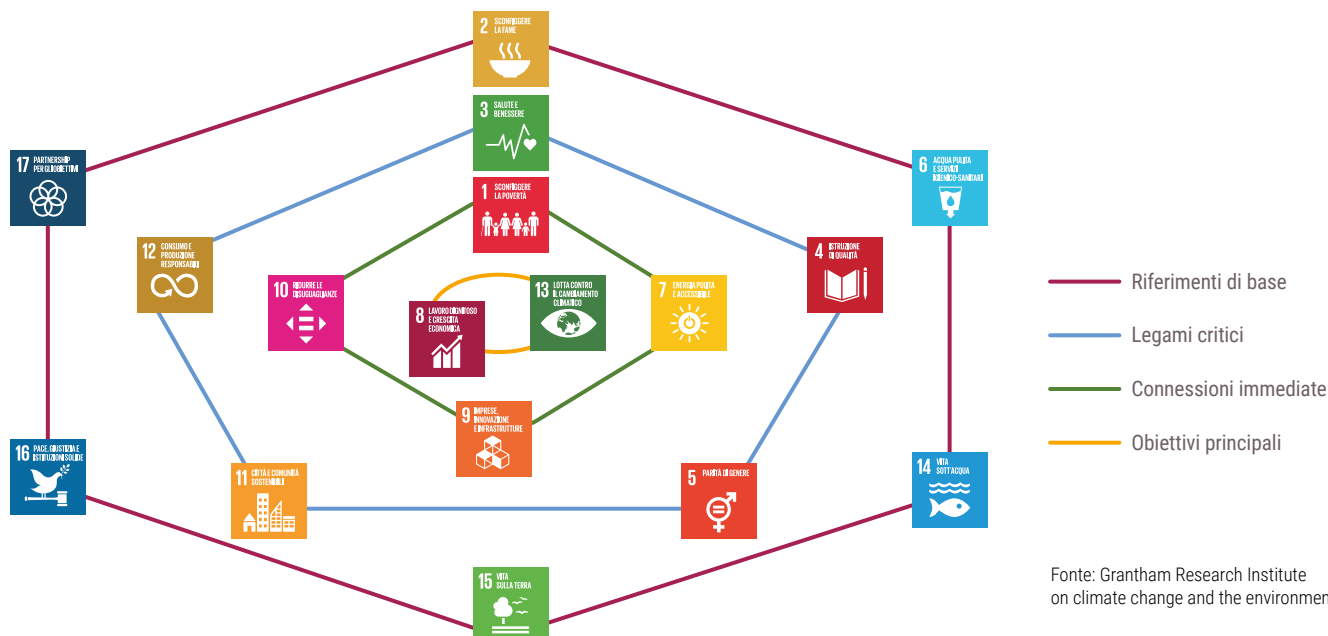 2 SCONFIGGERE
LA FAME
3 SALUTE E
BENESSERE
17 PARTNERSHIP
PER GLI OBIETTIVI
6 ACQUA PULITA
E SERVIZI
IGIENICO-SANITARI
1 SCONFIGGERE
LA POVERTÀ
12 CONSUMO E
PRODUZIONE
RESPONSABILI
4 ISTRUZIONE
DI QUALITÀ
10 RIDURRE LE
DISUGUAGLIANZE
8 LAVORO DIGNITOSO
E CRESCITA
ECONOMICA
13 LOTTA CONTRO
IL CAMBIAMENTO
CLIMATICO
7 ENERGIA PULITA
E ACCESSIBILE
9 IMPRESE,
INNOVAZIONE
E INFRASTRUTTURE
16 PACE, GIUSTIZIA E
ISTITUZIONI SOLIDE
11 CITTÀ E COMUNITÀ
SOSTENIBILI
5 PARITÀ DI GENERE
14 VITA
SOTT'ACQUA
15 VITA
SULLA TERRA
Riferimenti di base
Legami critici
Connessioni immediate
Obiettivi principali
Fonte: Grantham Research Institute
on climate change and the environmen